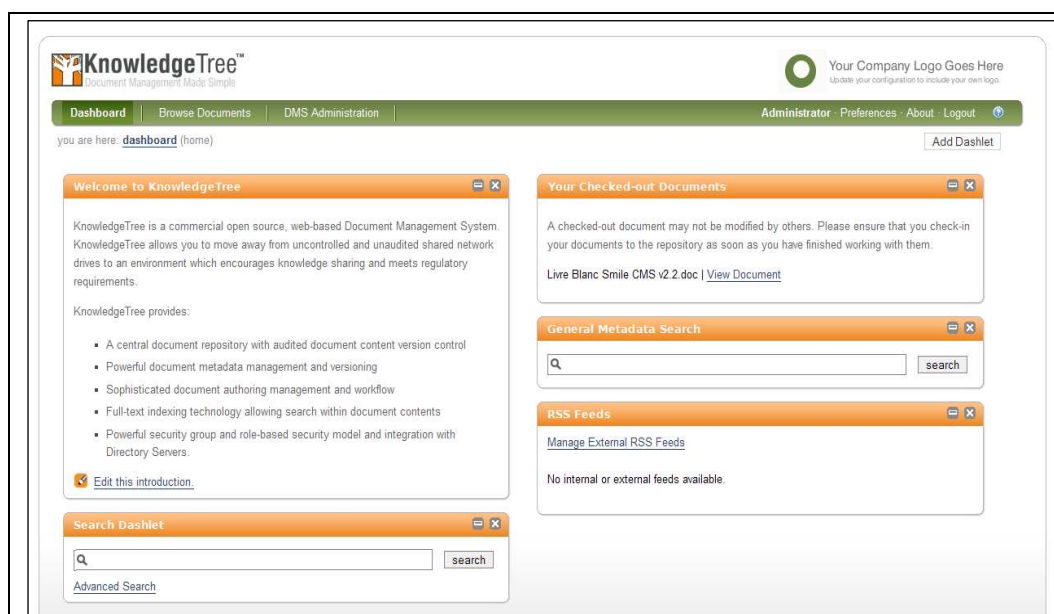 KnowledgeTree™
Document Management Made Simple
Your Company Logo Goes Here
Update your configuration to include your own logo.
Dashboard Browse Documents DMS Administration
Administrator · Preferences · About · Logout ?
you are here: dashboard (home)
Add Dashlet
Welcome to KnowledgeTree
KnowledgeTree is a commercial open source, web-based Document Management System.
KnowledgeTree allows you to move away from uncontrolled and unaudited shared network
drives to an environment which encourages knowledge sharing and meets regulatory
requirements.
KnowledgeTree provides:
▪ A central document repository with audited document content version control
▪ Powerful document metadata management and versioning
▪ Sophisticated document authoring management and workflow
▪ Full-text indexing technology allowing search within document contents
▪ Powerful security group and role-based security model and integration with
Directory Servers.
Edit this introduction.
Search Dashlet
search
Advanced Search
Your Checked-out Documents
A checked-out document may not be modified by others. Please ensure that you check-in
your documents to the repository as soon as you have finished working with them.
Livre Blanc Smile CMS v2.2.doc | View Document
General Metadata Search
search
RSS Feeds
Manage External RSS Feeds
No internal or external feeds available.